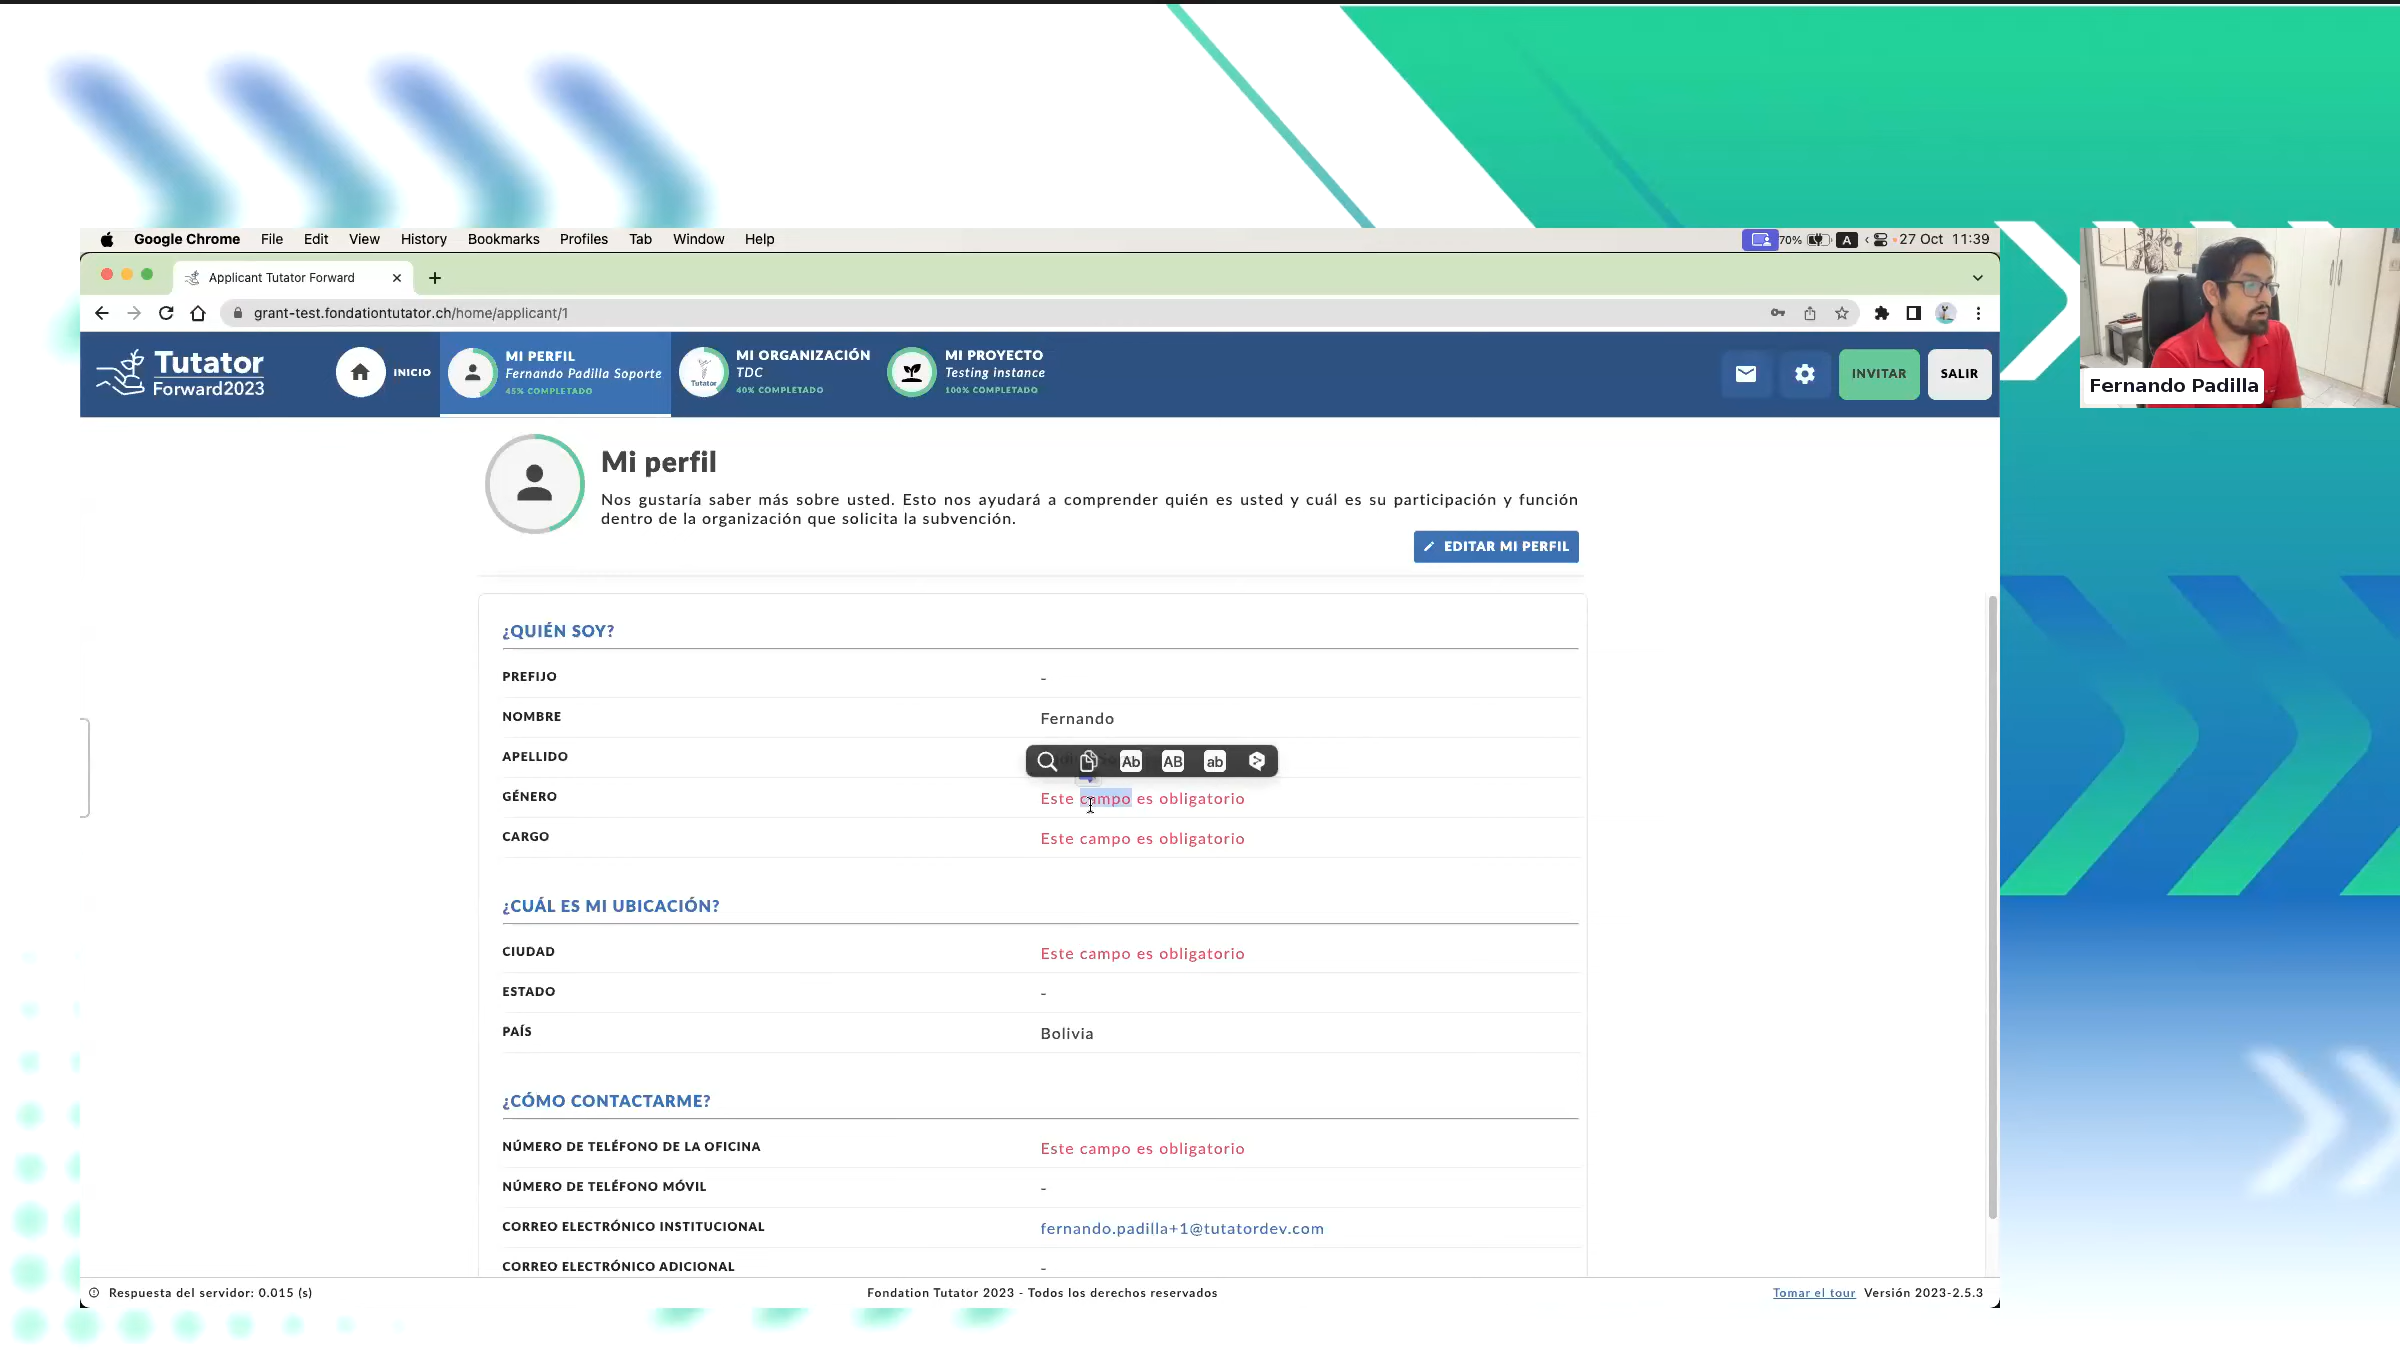 Google Chrome File Edit View History Bookmarks Profiles Tab Window Help
70% A 27 Oct 11:39
Applicant Tutator Forward
grant-test.fondationtutator.ch/home/applicant/1
Tutator
Forward2023
INICIO
MI PERFIL
Fernando Padilla Soporte
45% COMPLETADO
Tutator
MI ORGANIZACIÓN
TDC
40% COMPLETADO
MI PROYECTO
Testing instance
100% COMPLETADO
INVITAR
SALIR
Fernando Padilla
Mi perfil
Nos gustaría saber más sobre usted. Esto nos ayudará a comprender quién es usted y cuál es su participación y función
dentro de la organización que solicita la subvención.
EDITAR MI PERFIL
¿QUIÉN SOY?
PREFIJO -
NOMBRE Fernando
APELLIDO
Ab AB ab
GÉNERO Este campo es obligatorio
CARGO Este campo es obligatorio
¿CUÁL ES MI UBICACIÓN?
CIUDAD Este campo es obligatorio
ESTADO -
PAÍS Bolivia
¿CÓMO CONTACTARME?
NÚMERO DE TELÉFONO DE LA OFICINA Este campo es obligatorio
NÚMERO DE TELÉFONO MÓVIL -
CORREO ELECTRÓNICO INSTITUCIONAL fernando.padilla+1@tutatordev.com
CORREO ELECTRÓNICO ADICIONAL -
Respuesta del servidor: 0.015 (s)
Fondation Tutator 2023 - Todos los derechos reservados
Tomar el tour Versión 2023-2.5.3